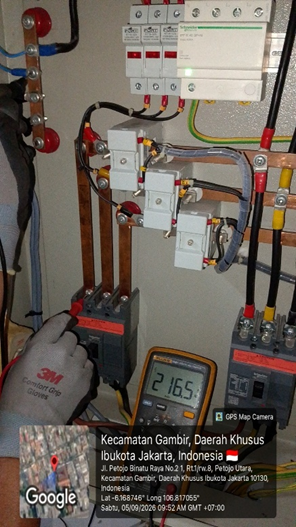 Schneider
216.5
3M
Comfort Grip
Gloves
GPS Map Camera
Kecamatan Gambir, Daerah Khusus
Ibukota Jakarta, Indonesia
Jl. Petojo Binatu Raya No.2 1, Rt.1/rw.8, Petojo Utara,
Kecamatan Gambir, Daerah Khusus Ibukota Jakarta 10130,
Indonesia
Lat -6.168746° Long 106.817055°
Sabtu, 05/09/2026 09:52 AM GMT +07:00
Google